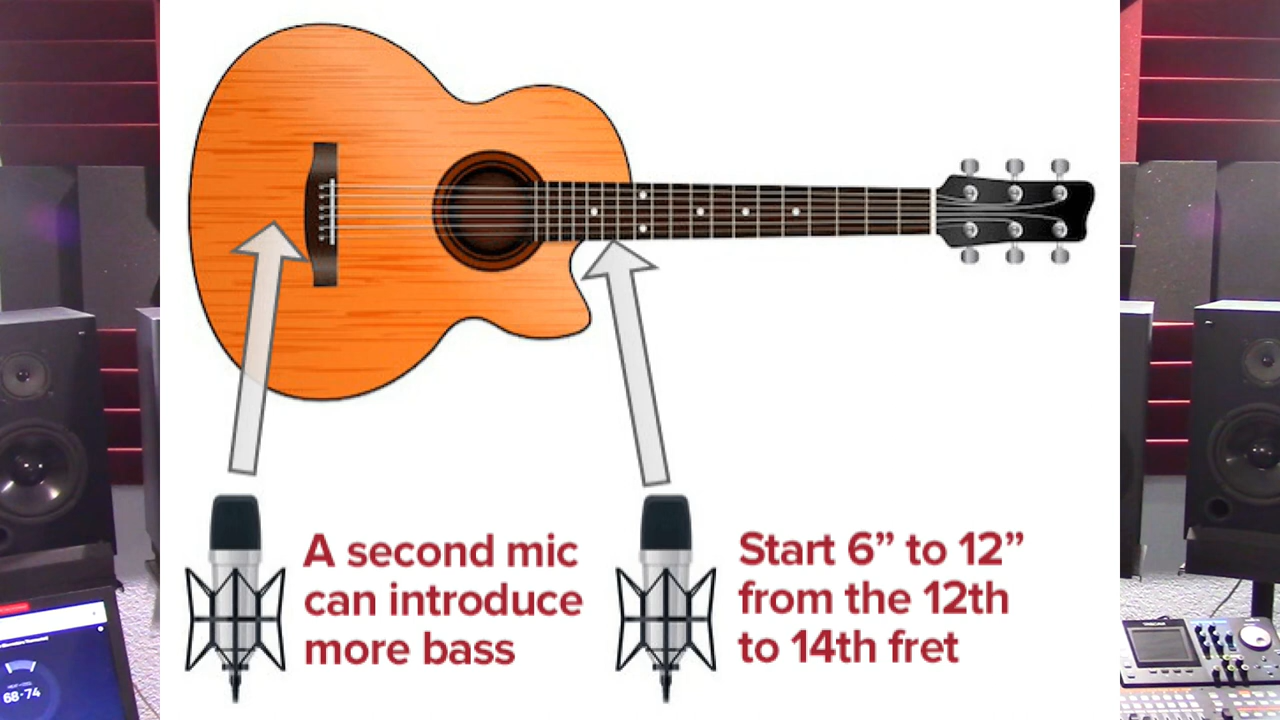 A second mic
can introduce
more bass
Start 6” to 12”
from the 12th
to 14th fret
68-74